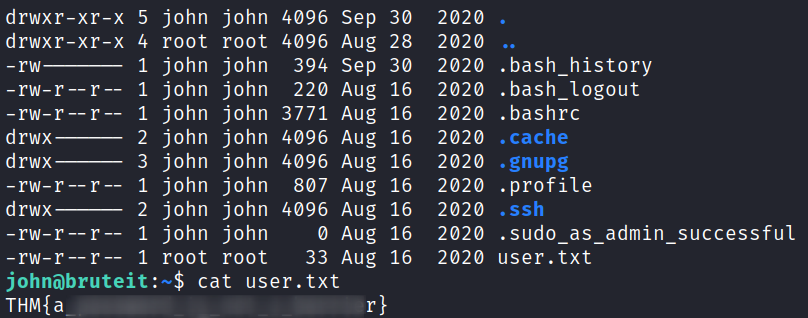 drwxr-xr-x 5 john john 4096 Sep 30  2020 .
drwxr-xr-x 4 root root 4096 Aug 28  2020 ..
-rw------- 1 john john  394 Sep 30  2020 .bash_history
-rw-r--r-- 1 john john  220 Aug 16  2020 .bash_logout
-rw-r--r-- 1 john john 3771 Aug 16  2020 .bashrc
drwx------ 2 john john 4096 Aug 16  2020 .cache
drwx------ 3 john john 4096 Aug 16  2020 .gnupg
-rw-r--r-- 1 john john  807 Aug 16  2020 .profile
drwx------ 2 john john 4096 Aug 16  2020 .ssh
-rw-r--r-- 1 john john    0 Aug 16  2020 .sudo_as_admin_successful
-rw-r--r-- 1 root root   33 Aug 16  2020 user.txt
john@bruteit:~$ cat user.txt
THM{a_ r}